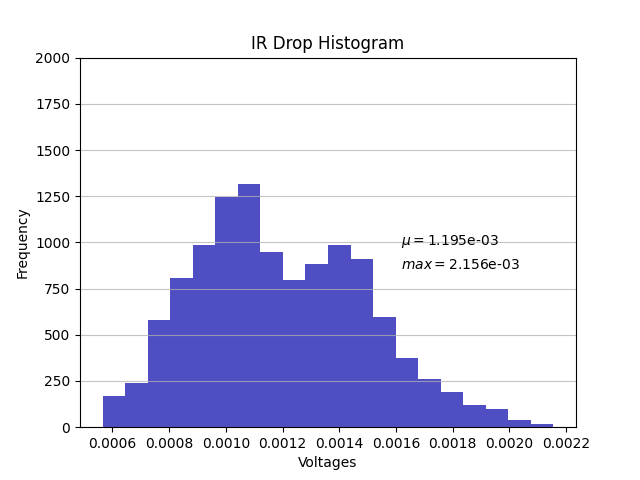 IR Drop Histogram
2000
1750
1500
1250
1000
750
500
250
0
Frequency
μ = 1.195e-03
max = 2.156e-03
0.0006 0.0008 0.0010 0.0012 0.0014 0.0016 0.0018 0.0020 0.0022
Voltages